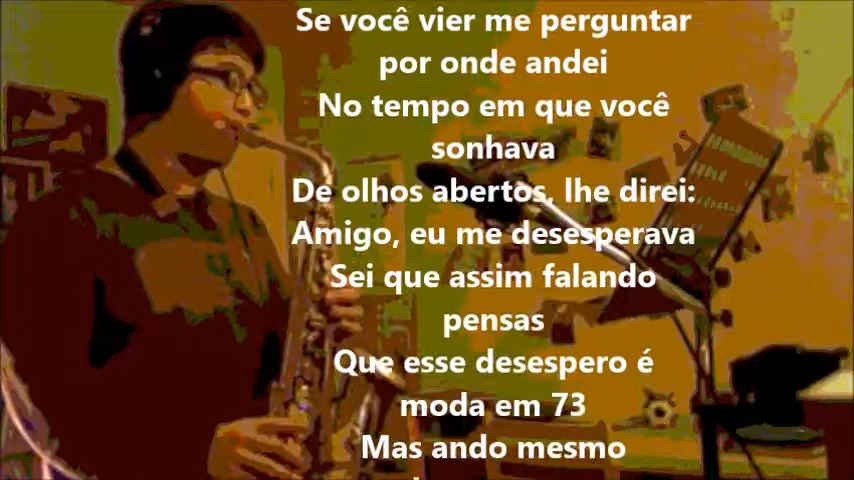 Se você vier me perguntar
por onde andei
No tempo em que você
sonhava
De olhos abertos, lhe direi:
Amigo, eu me desesperava
Sei que assim falando
pensas
Que esse desespero é
moda em 73
Mas ando mesmo